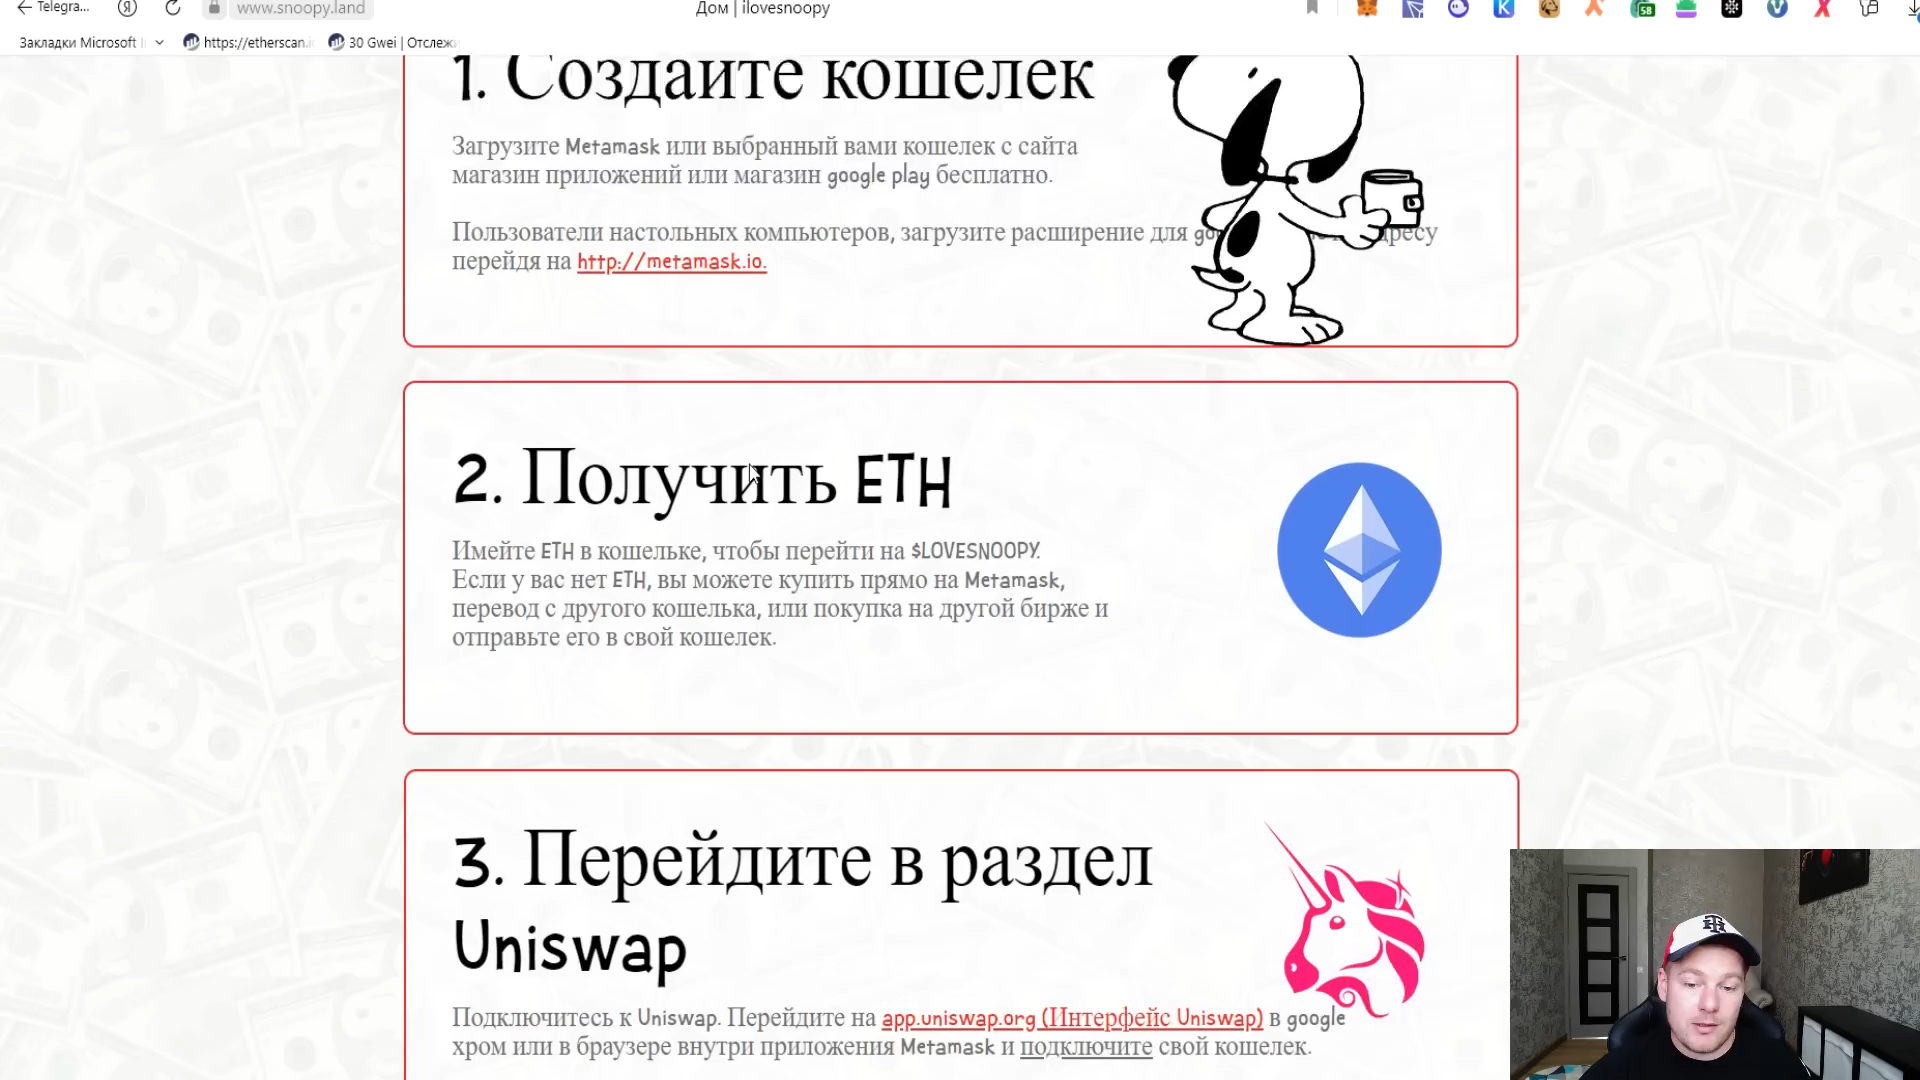 Telegra...
www.snoopy.land
Дом | ilovesnoopy
58
Закладки Microsoft
https://etherscan.i
30 Gwei | Отслежи
1. Создайте кошелек
Загрузите Metamask или выбранный вами кошелек с сайта
магазин приложений или магазин google play бесплатно.
Пользователи настольных компьютеров, загрузите расширение для
перейдя на http://metamask.io.
2. Получить ETH
Имейте ETH в кошельке, чтобы перейти на $LOVESNOOPY.
Если у вас нет ETH, вы можете купить прямо на Metamask,
перевод с другого кошелька, или покупка на другой бирже и
отправьте его в свой кошелек.
3. Перейдите в раздел
Uniswap
Подключитесь к Uniswap. Перейдите на app.uniswap.org (Интерфейс Uniswap) в google
хром или в браузере внутри приложения Metamask и подключите свой кошелек.